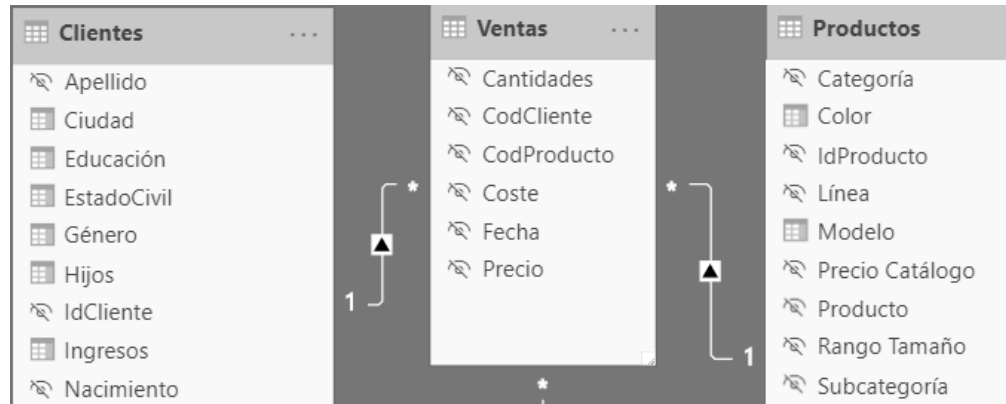 Clientes ...
Apellido
Ciudad
Educación
EstadoCivil
Género
Hijos
IdCliente
Ingresos
Nacimiento
Ventas ...
Cantidades
CodCliente
CodProducto
Coste
Fecha
Precio
Productos
Categoría
Color
IdProducto
Línea
Modelo
Precio Catálogo
Producto
Rango Tamaño
Subcategoría
1
*
*
1
*